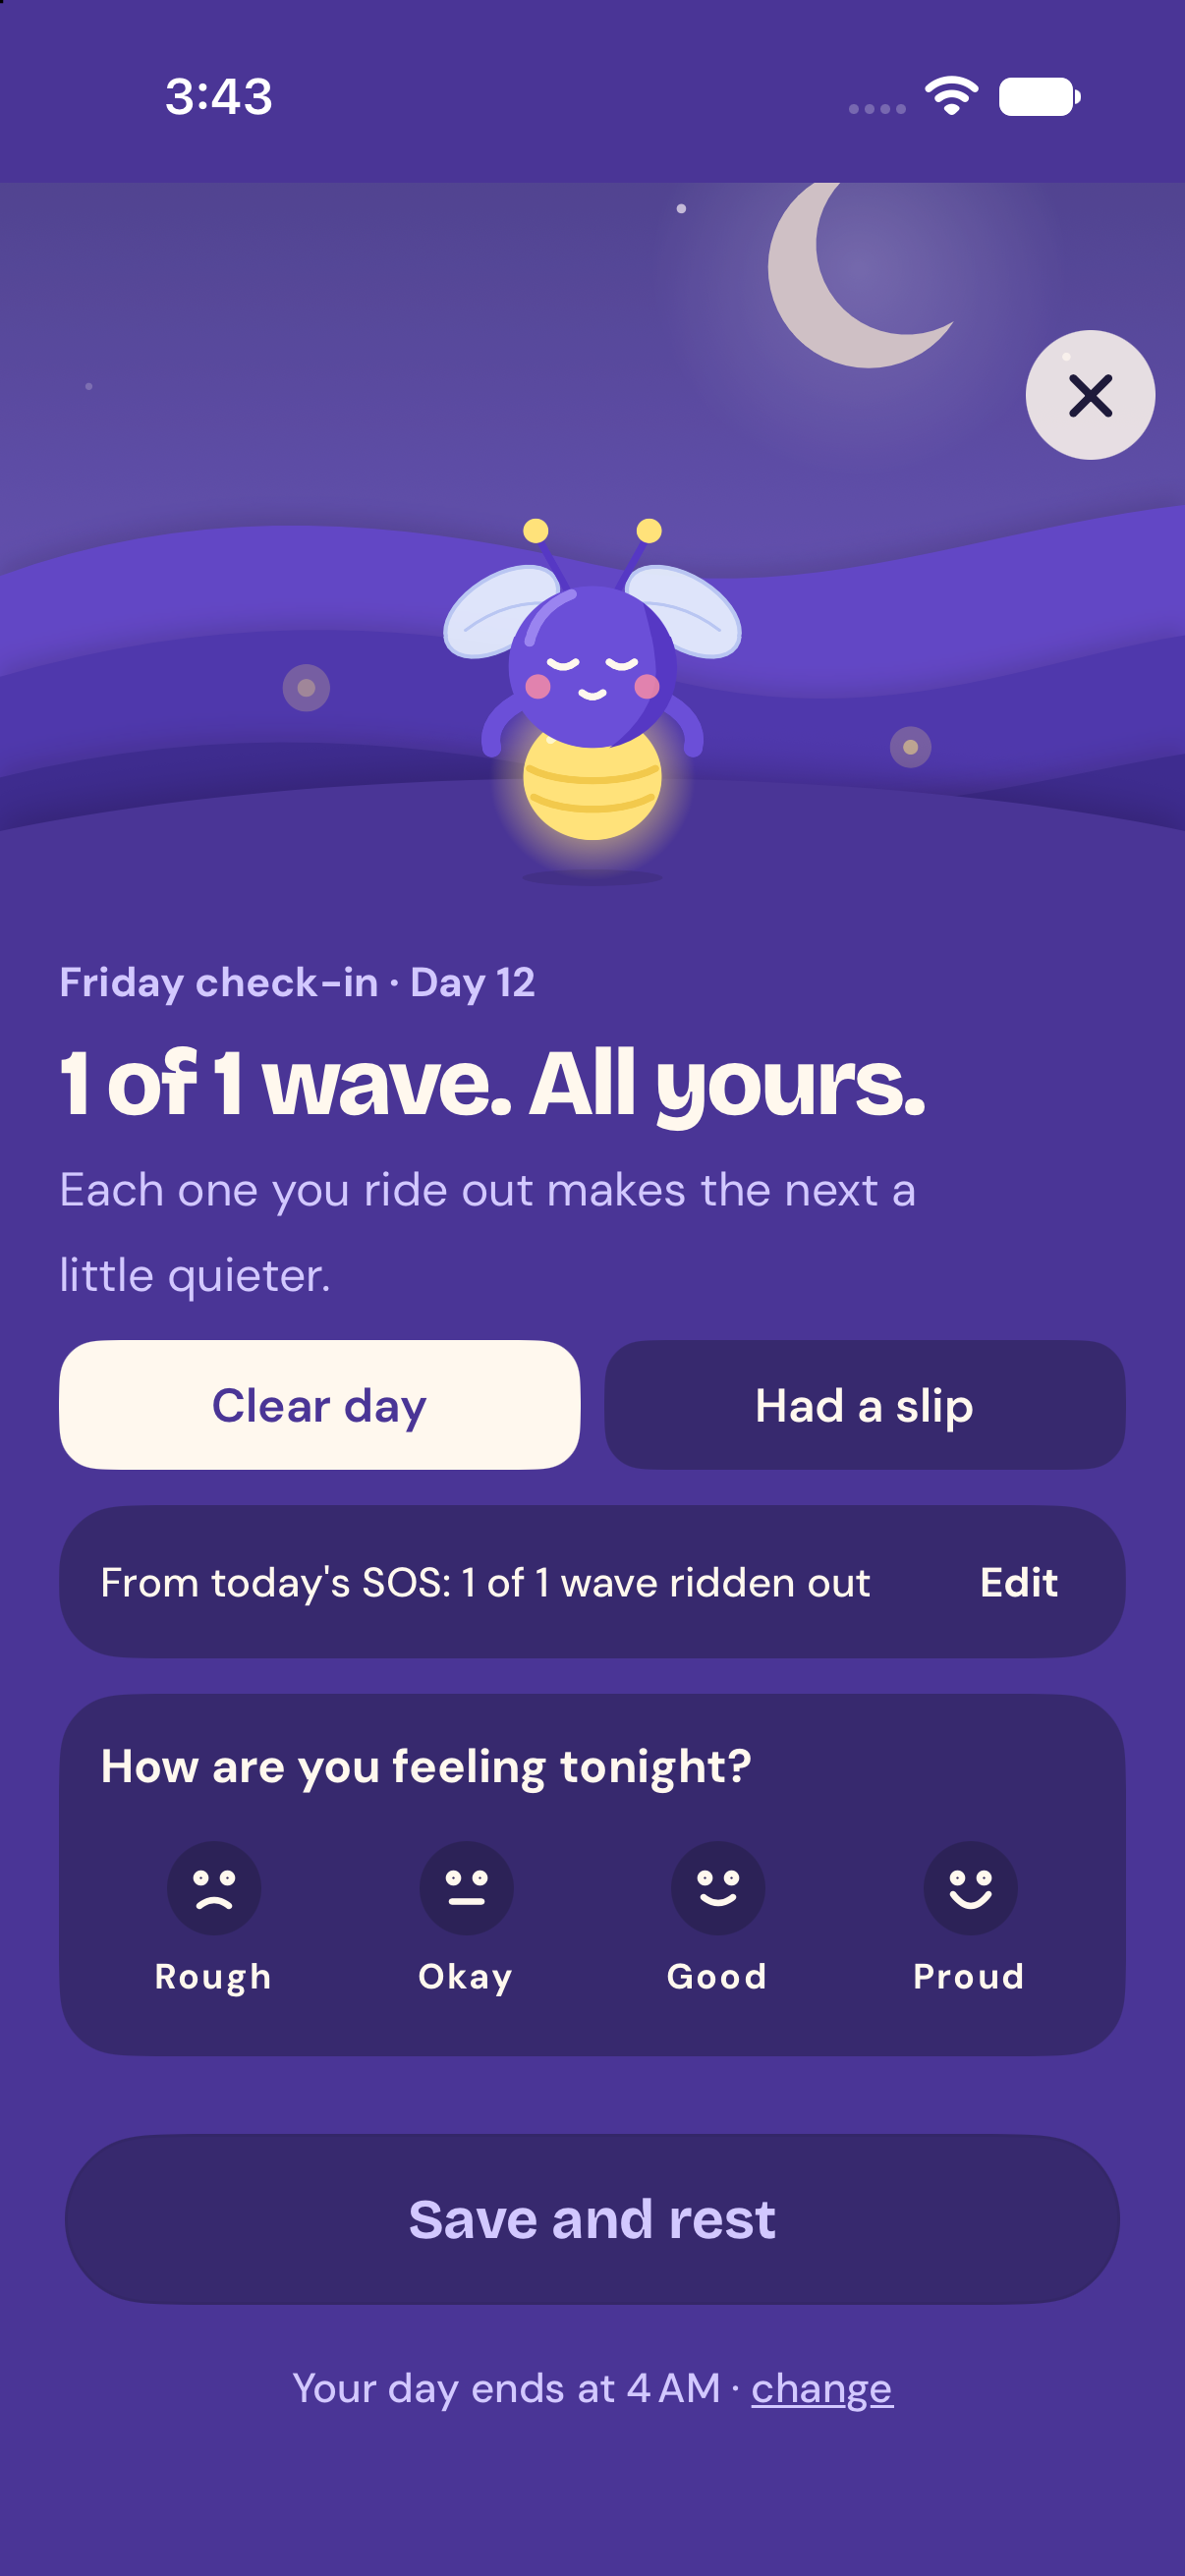 3:43
Friday check-in · Day 12
1 of 1 wave. All yours.
Each one you ride out makes the next a
little quieter.
Clear day
Had a slip
From today's SOS: 1 of 1 wave ridden out
Edit
How are you feeling tonight?
Rough
Okay
Good
Proud
Save and rest
Your day ends at 4 AM · change